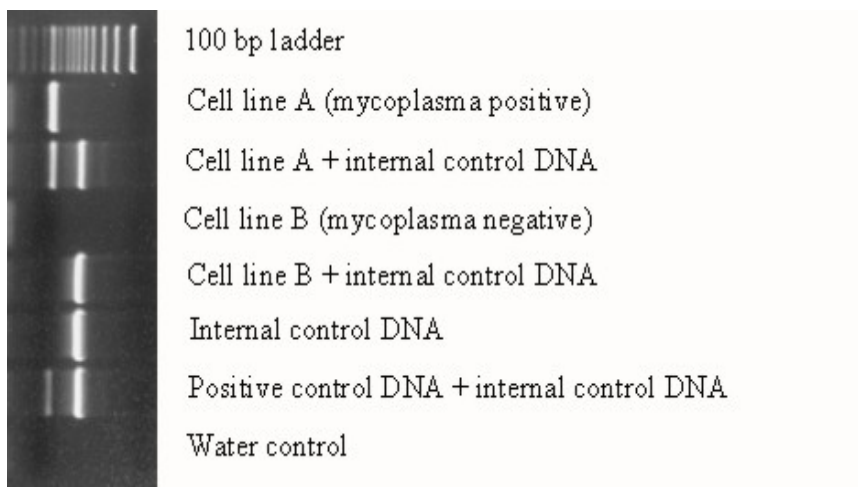 100 bp ladder
Cell line A (mycoplasma positive)
Cell line A + internal control DNA
Cell line B (mycoplasma negative)
Cell line B + internal control DNA
Internal control DNA
Positive control DNA + internal control DNA
Water control